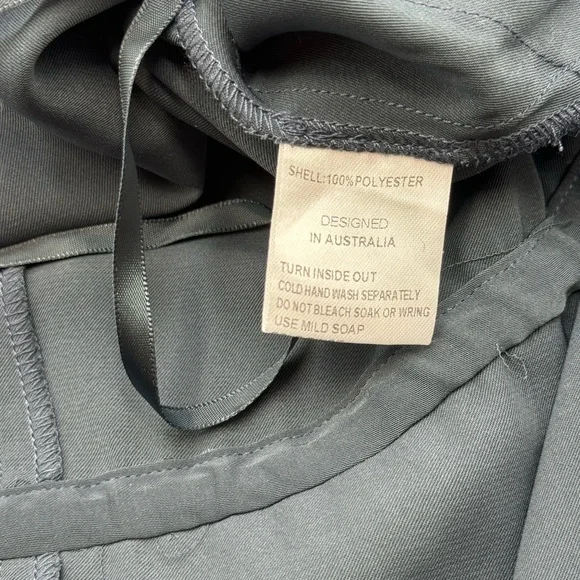 SHELL:100%POLYESTER
DESIGNED
IN AUSTRALIA
TURN INSIDE OUT
COLD HAND WASH SEPARATELY
DO NOT BLEACH SOAK OR WRING
USE MILD SOAP